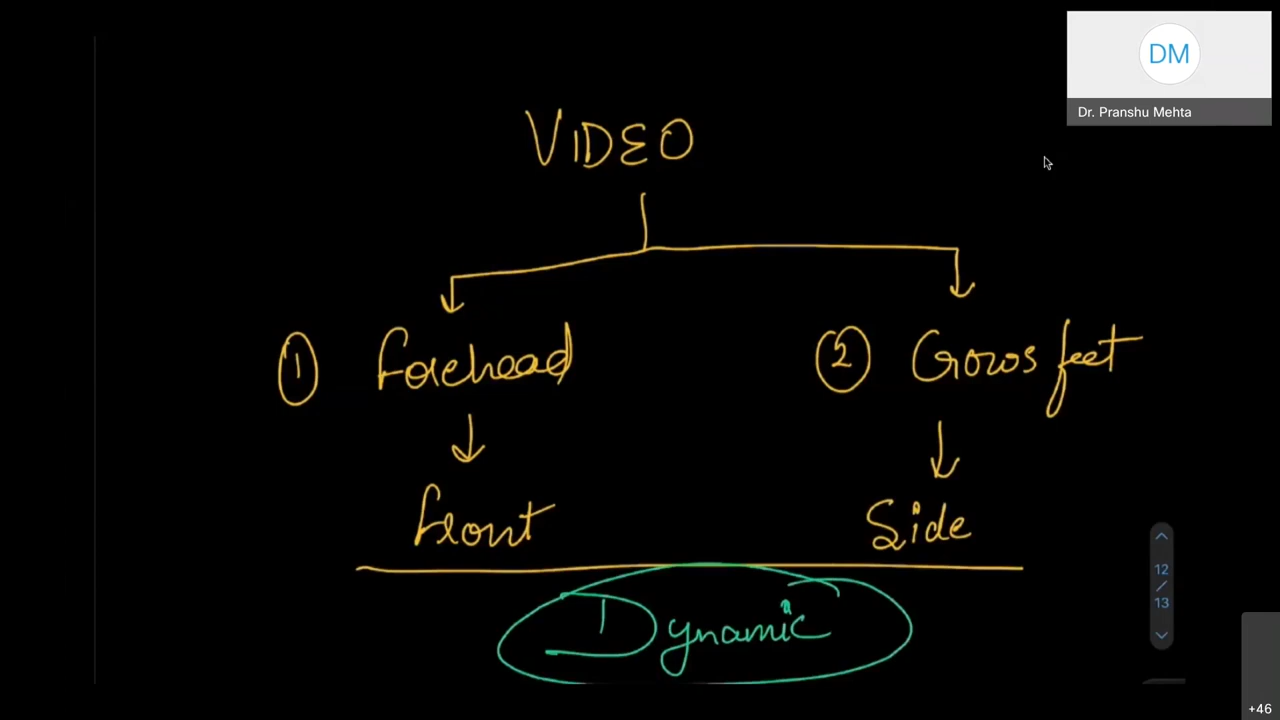 DM
Dr. Pranshu Mehta
VIDEO
1 Forehead
2 Crows feet
Front
Side
Dynamic
12
/
13
+46